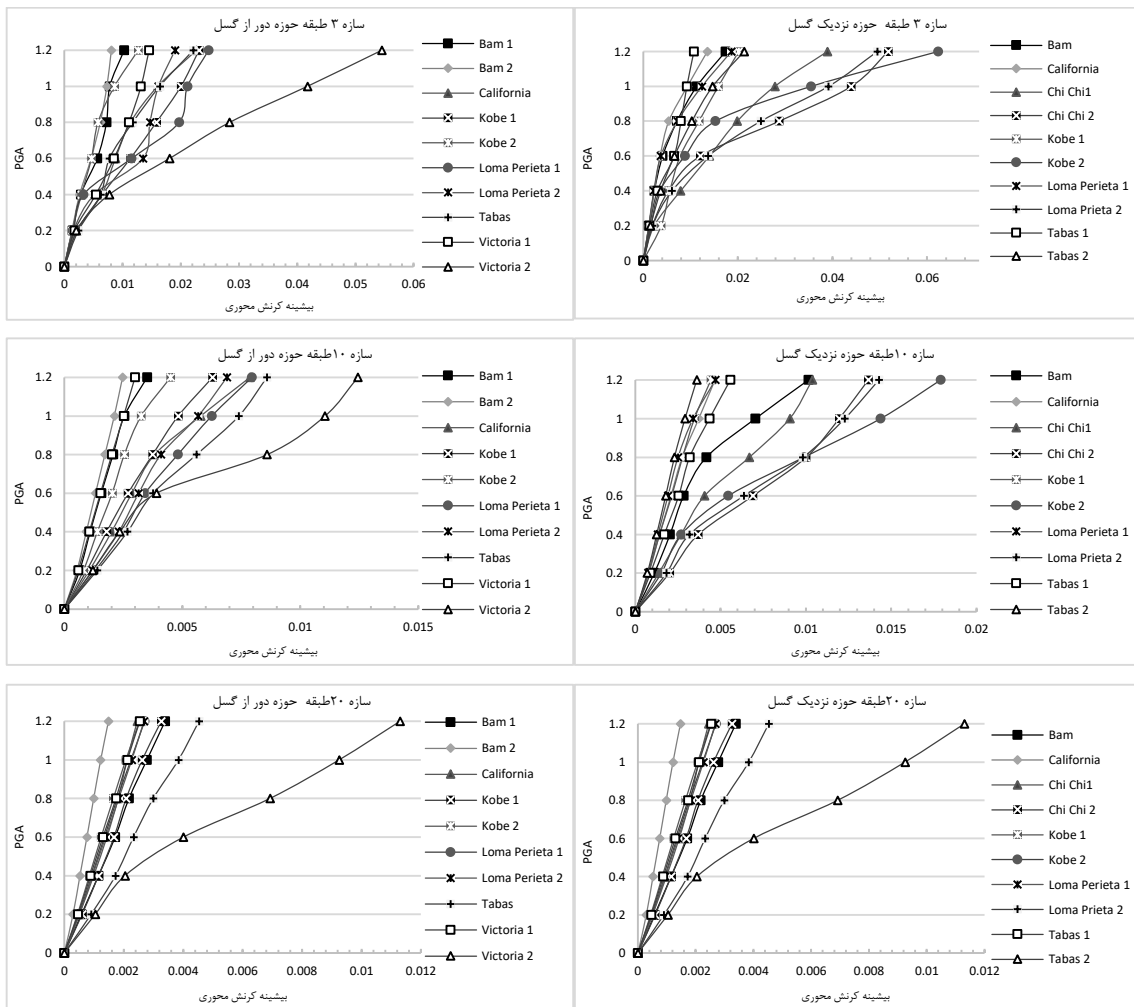 سازه ۳ طبقه حوزه دور از گسل
PGA
1.2
1
0.8
0.6
0.4
0.2
0
0 0.01 0.02 0.03 0.04 0.05 0.06
بیشینه کرنش محوری
Bam 1
Bam 2
California
Kobe 1
Kobe 2
Loma Perieta 1
Loma Perieta 2
Tabas
Victoria 1
Victoria 2
سازه ۳ طبقه حوزه نزدیک گسل
PGA
1.2
1
0.8
0.6
0.4
0.2
0
0 0.02 0.04 0.06
بیشینه کرنش محوری
Bam
California
Chi Chi1
Chi Chi 2
Kobe 1
Kobe 2
Loma Perieta 1
Loma Prieta 2
Tabas 1
Tabas 2
سازه ۱۰طبقه حوزه دور از گسل
PGA
1.2
1
0.8
0.6
0.4
0.2
0
0 0.005 0.01 0.015
بیشینه کرنش محوری
Bam 1
Bam 2
California
Kobe 1
Kobe 2
Loma Perieta 1
Loma Perieta 2
Tabas
Victoria 1
Victoria 2
سازه ۱۰طبقه حوزه نزدیک گسل
PGA
1.2
1
0.8
0.6
0.4
0.2
0
0 0.005 0.01 0.015 0.02
بیشینه کرنش محوری
Bam
California
Chi Chi1
Chi Chi 2
Kobe 1
Kobe 2
Loma Perieta 1
Loma Prieta 2
Tabas 1
Tabas 2
سازه ۲۰طبقه حوزه دور از گسل
PGA
1.2
1
0.8
0.6
0.4
0.2
0
0 0.002 0.004 0.006 0.008 0.01 0.012
بیشینه کرنش محوری
Bam 1
Bam 2
California
Kobe 1
Kobe 2
Loma Perieta 1
Loma Perieta 2
Tabas
Victoria 1
Victoria 2
سازه ۲۰طبقه حوزه نزدیک گسل
PGA
1.2
1
0.8
0.6
0.4
0.2
0
0 0.002 0.004 0.006 0.008 0.01 0.012
بیشینه کرنش محوری
Bam
California
Chi Chi1
Chi Chi 2
Kobe 1
Kobe 2
Loma Perieta 1
Loma Prieta 2
Tabas 1
Tabas 2